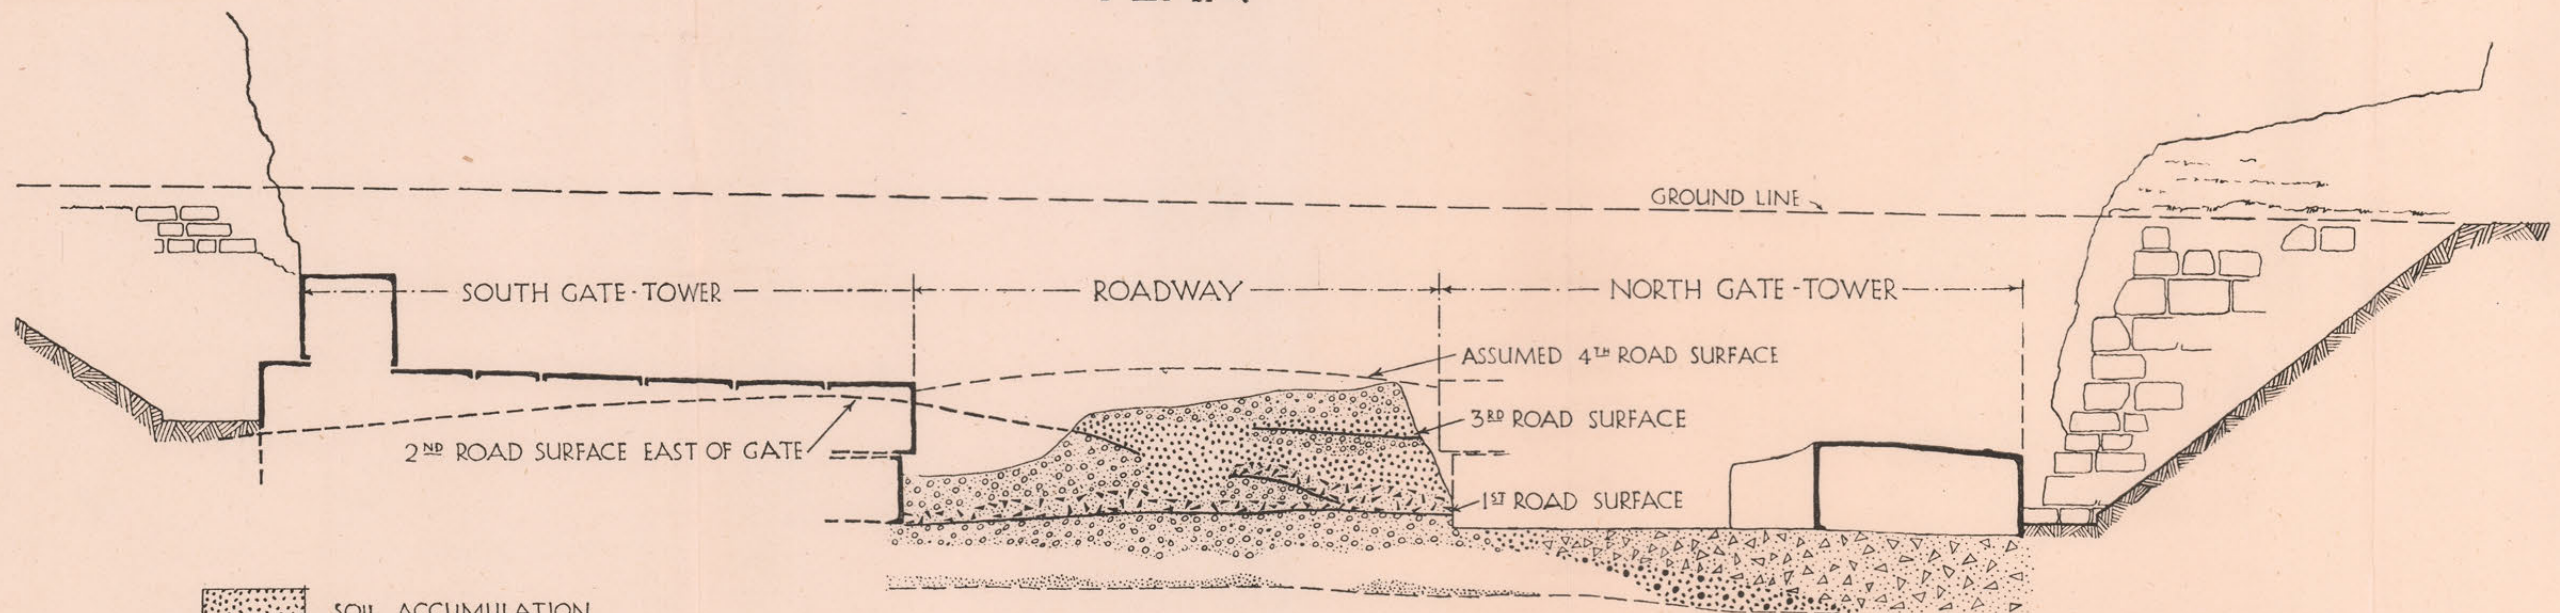 GROUND LINE
SOUTH GATE-TOWER
ROADWAY
NORTH GATE-TOWER
ASSUMED 4TH ROAD SURFACE
3RD ROAD SURFACE
2ND ROAD SURFACE EAST OF GATE
1ST ROAD SURFACE
SOIL ACCUMULATION